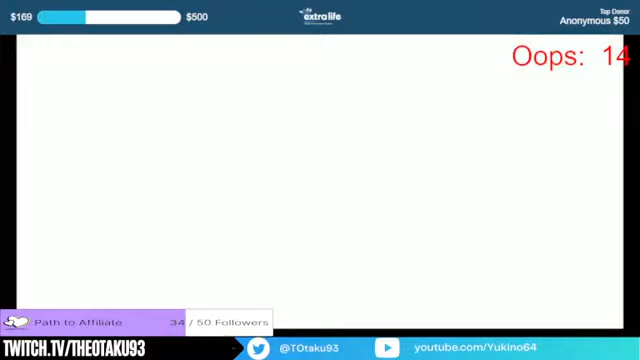 $169 $500 extralife Top Donor
Anonymous $50
Oops: 14
Path to Affiliate 34 / 50 Followers
TWITCH.TV/THEOTAKU93 @TOtaku93 youtube.com/Yukino64